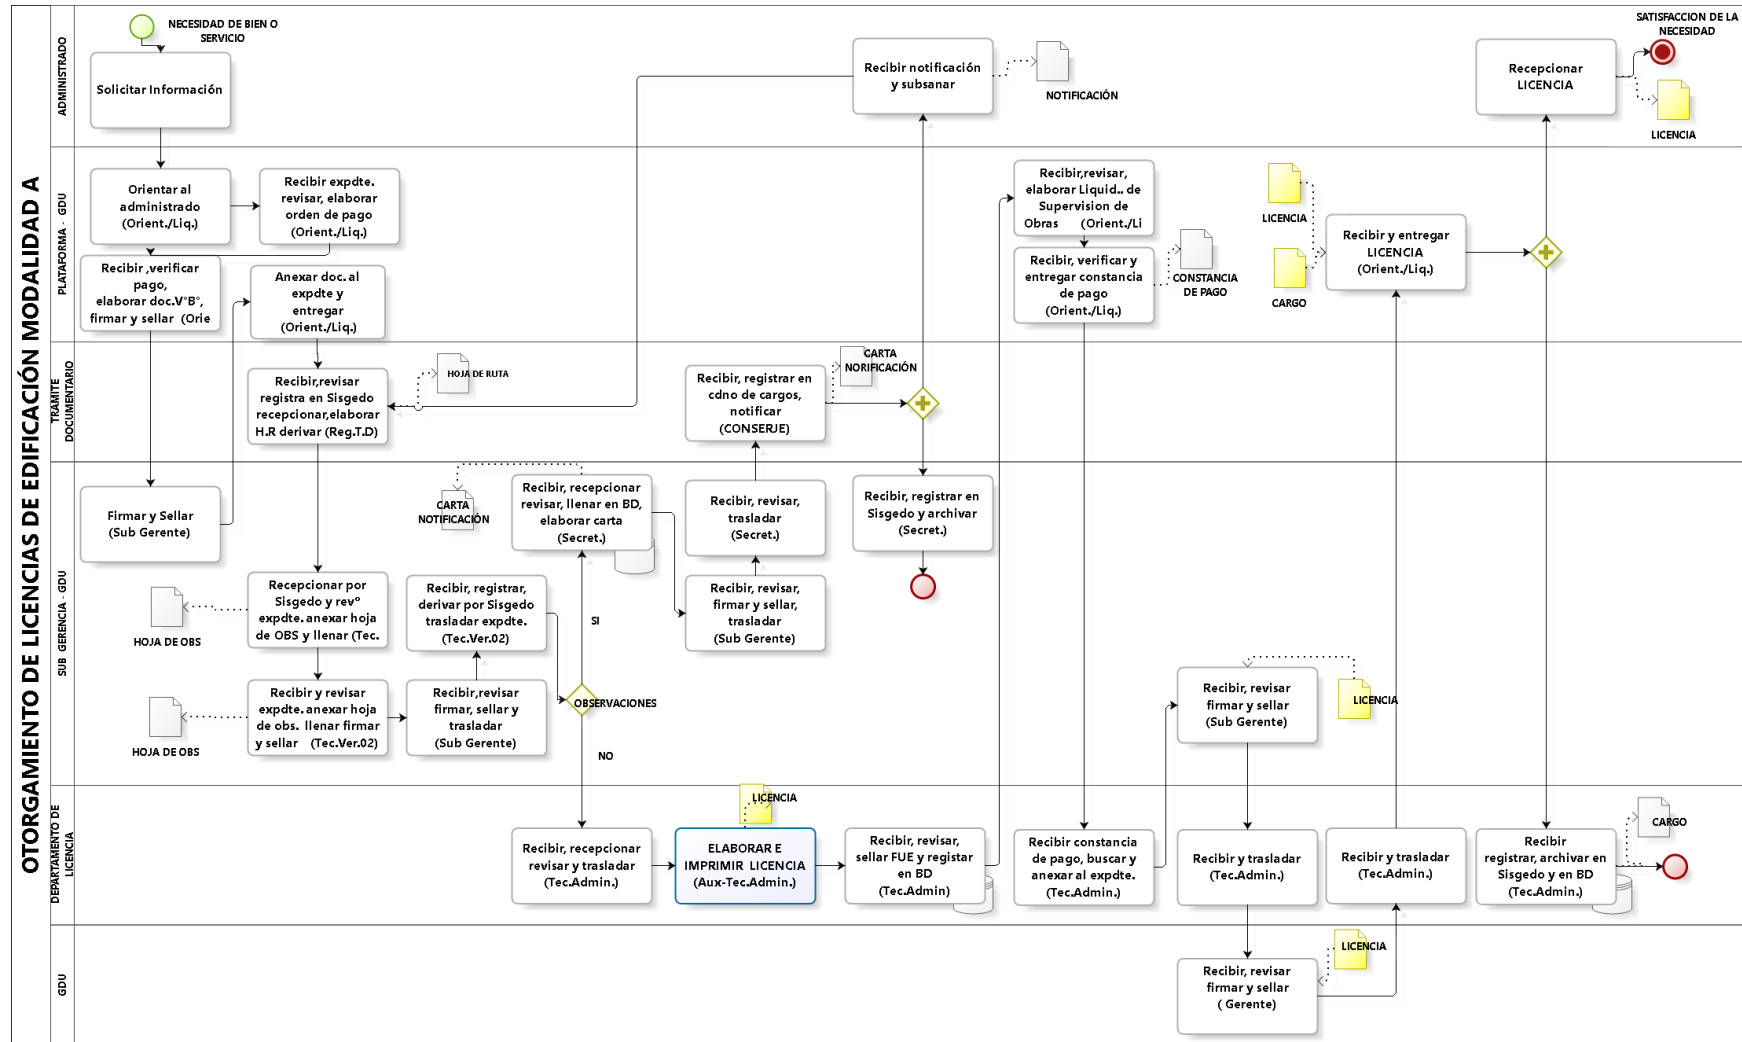 OTORGAMIENTO DE LICENCIAS DE EDIFICACIÓN MODALIDAD A
ADMINISTRADO
NECESIDAD DE BIEN O
SERVICIO
Solicitar Información
Recibir notificación
y subsanar
NOTIFICACIÓN
Recepcionar
LICENCIA
SATISFACCION DE LA
NECESIDAD
LICENCIA
PLATAFORMA - GDU
Orientar al
administrado
(Orient./Liq.)
Recibir expdte.
revisar, elaborar
orden de pago
(Orient./Liq.)
Recibir ,verificar
pago,
elaborar doc.V°B°,
firmar y sellar (Orie
Anexar doc. al
expdte y
entregar
(Orient./Liq.)
Recibir,revisar,
elaborar Liquid.. de
Supervision de
Obras (Orient./Li
Recibir, verificar y
entregar constancia
de pago
(Orient./Liq.)
CONSTANCIA
DE PAGO
LICENCIA
CARGO
Recibir y entregar
LICENCIA
(Orient./Liq.)
TRAMITE
DOCUMENTARIO
Recibir,revisar
registra en Sisgedo
recepcionar,elaborar
H.R derivar (Reg.T.D)
HOJA DE RUTA
Recibir, registrar en
cdno de cargos,
notificar
(CONSERJE)
CARTA
NORIFICACIÓN
SUB GERENCIA - GDU
Firmar y Sellar
(Sub Gerente)
Recepcionar por
Sisgedo y rev°
expdte. anexar hoja
de OBS y llenar (Tec.
HOJA DE OBS
Recibir y revisar
expdte. anexar hoja
de obs. llenar firmar
y sellar (Tec.Ver.02)
HOJA DE OBS
Recibir, registrar,
derivar por Sisgedo
trasladar expdte.
(Tec.Ver.02)
Recibir,revisar
firmar, sellar y
trasladar
(Sub Gerente)
CARTA
NOTIFICACIÓN
Recibir, recepcionar
revisar, llenar en BD,
elaborar carta
(Secret.)
OBSERVACIONES
SI
NO
Recibir, revisar,
trasladar
(Secret.)
Recibir, revisar,
firmar y sellar,
trasladar
(Sub Gerente)
Recibir, registrar en
Sisgedo y archivar
(Secret.)
Recibir, revisar
firmar y sellar
(Sub Gerente)
LICENCIA
DEPARTAMENTO DE
LICENCIA
Recibir, recepcionar
revisar y trasladar
(Tec.Admin.)
LICENCIA
ELABORAR E
IMPRIMIR LICENCIA
(Aux-Tec.Admin.)
Recibir, revisar,
sellar FUE y registar
en BD
(Tec.Admin)
Recibir constancia
de pago, buscar y
anexar al expdte.
(Tec.Admin.)
Recibir y trasladar
(Tec.Admin.)
Recibir y trasladar
(Tec.Admin.)
Recibir
registrar, archivar en
Sisgedo y en BD
(Tec.Admin.)
CARGO
GDU
Recibir, revisar
firmar y sellar
( Gerente)
LICENCIA